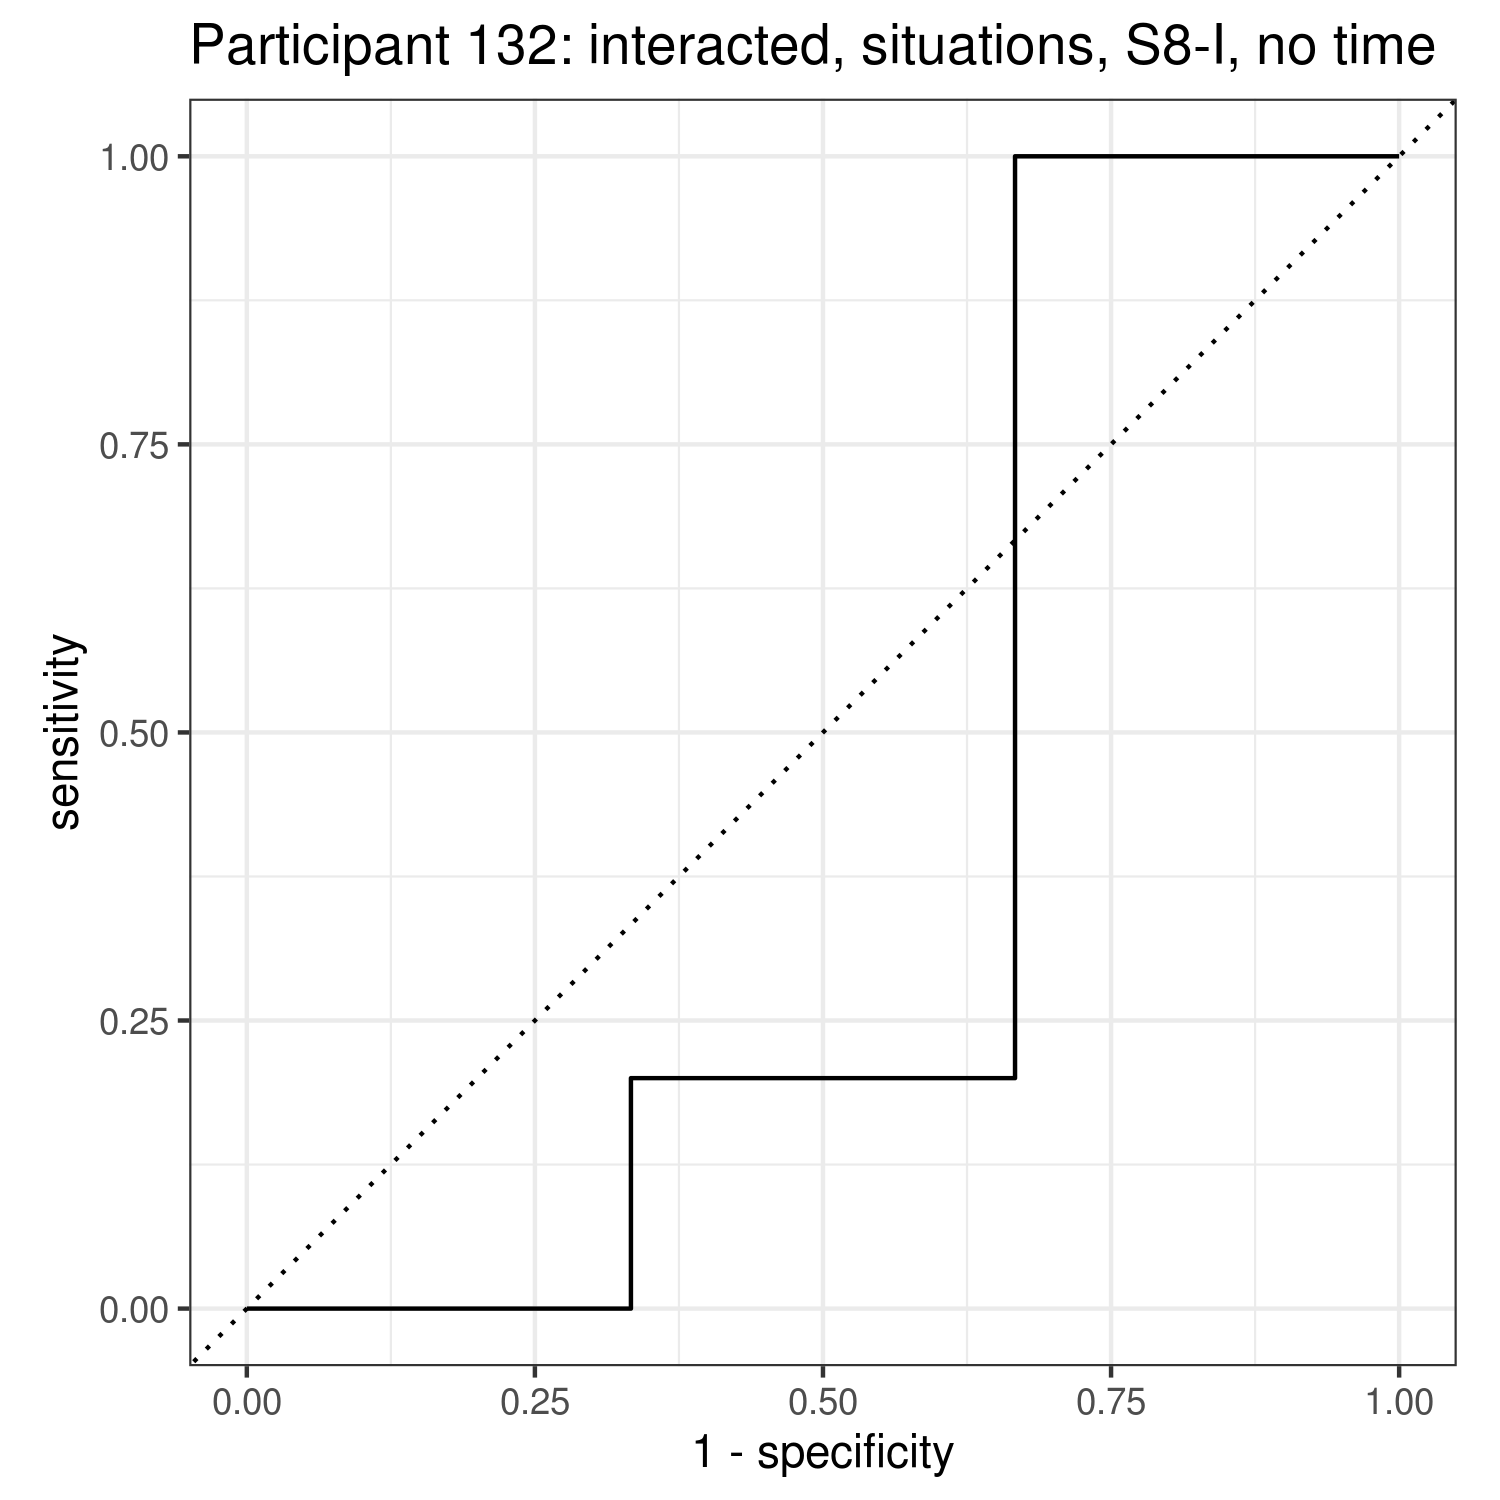 Participant 132: interacted, situations, S8-I, no time
1.00
0.75
0.50
0.25
0.00
sensitivity
0.00 0.25 0.50 0.75 1.00
1 - specificity